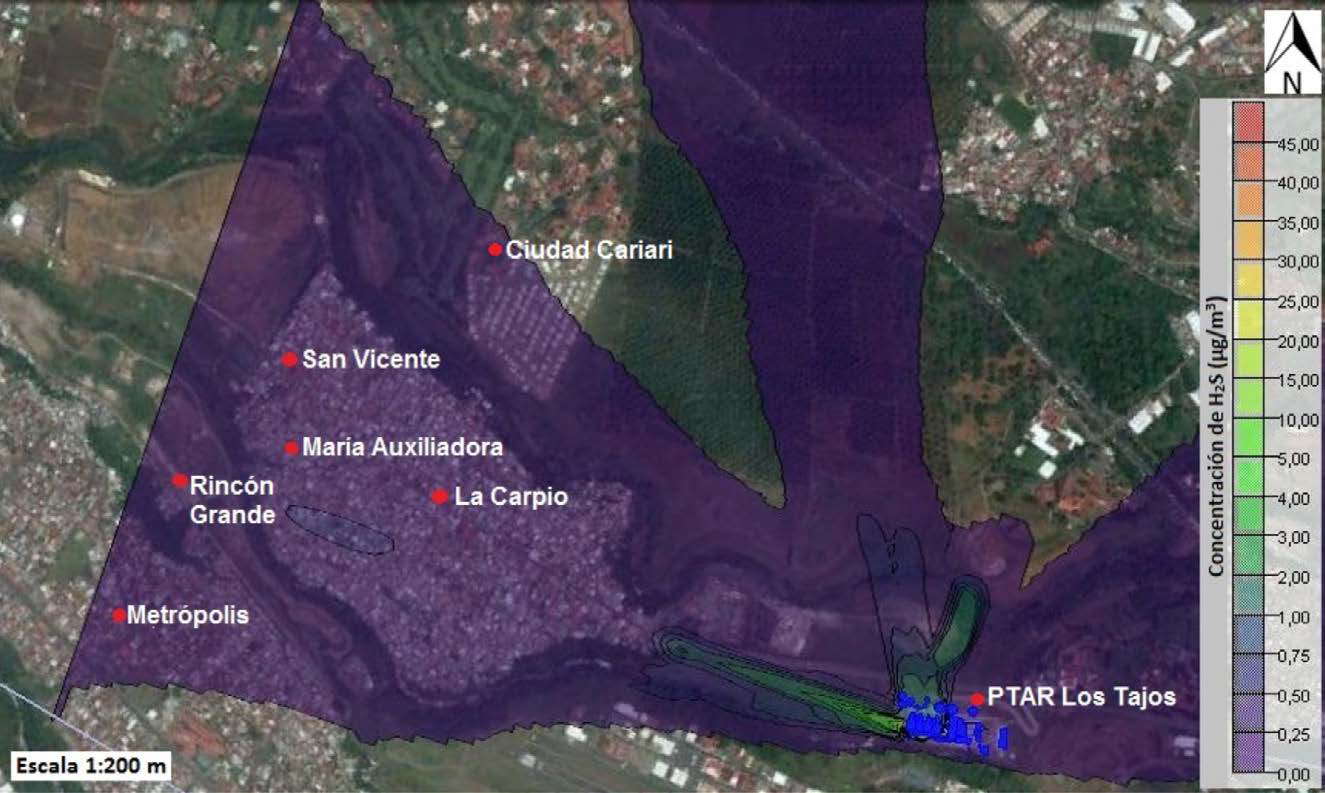 N
Ciudad Cariari
San Vicente
María Auxiliadora
Rincón
Grande
La Carpio
Metrópolis
PTAR Los Tajos
Escala 1:200 m
Concentración de H₂S (µg/m³)
45,00
40,00
35,00
30,00
25,00
20,00
15,00
10,00
5,00
4,00
3,00
2,00
1,00
0,75
0,50
0,25
0,00